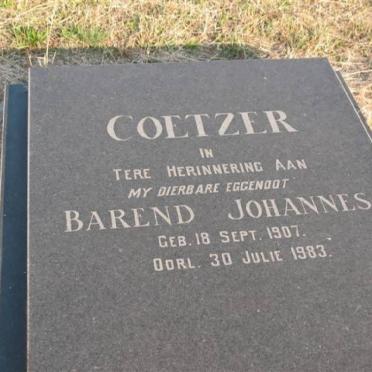 COETZER
IN
TERE HERINNERING AAN
MY DIERBARE EGGENOOT
BAREND JOHANNES
GEB. 18 SEPT. 1907.
OORL. 30 JULIE 1983.